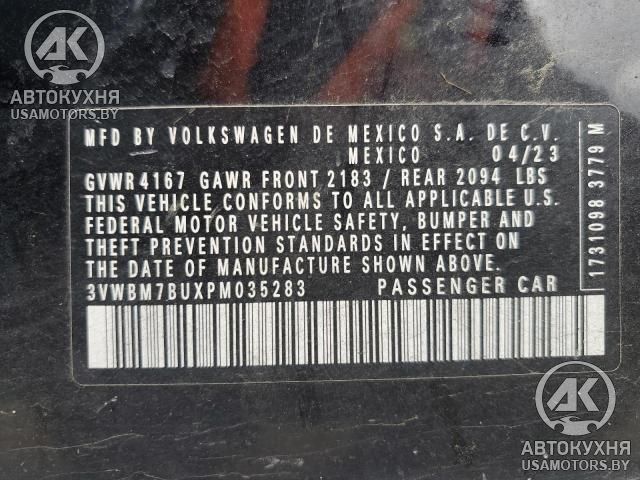 АК
АВТОКУХНЯ
USAMOTORS.BY
MFD BY VOLKSWAGEN DE MEXICO S.A. DE C.V.
MEXICO 04/23
GVWR 4167 GAWR FRONT 2183 / REAR 2094 LBS
THIS VEHICLE CONFORMS TO ALL APPLICABLE U.S.
FEDERAL MOTOR VEHICLE SAFETY, BUMPER AND
THEFT PREVENTION STANDARDS IN EFFECT ON
THE DATE OF MANUFACTURE SHOWN ABOVE.
3VWBM7BUXPM035283 PASSENGER CAR
1731098 3779 M
АК
АВТОКУХНЯ
USAMOTORS.BY